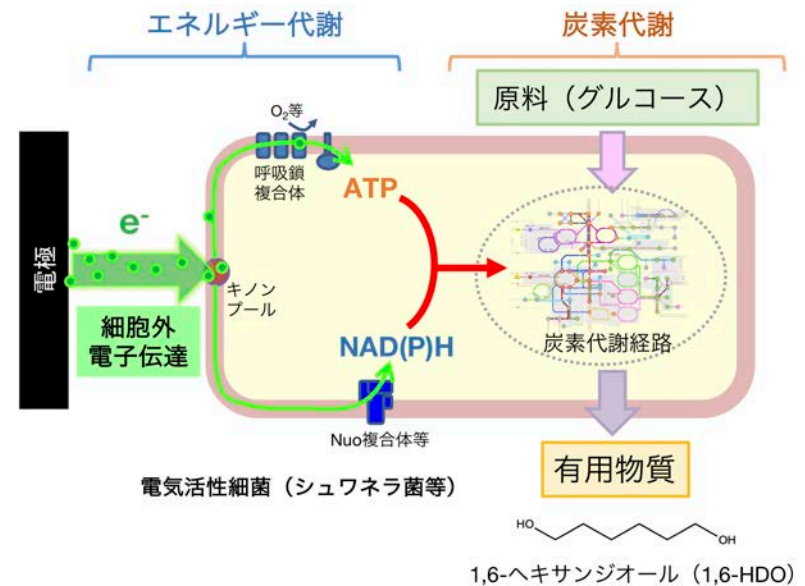 エネルギー代謝
炭素代謝
原料（グルコース）
O₂等
呼吸鎖
複合体
ATP
e⁻
電極
キノン
プール
細胞外
電子伝達
NAD(P)H
炭素代謝経路
Nuo複合体等
有用物質
電気活性細菌（シュワネラ菌等）
HO
OH
1,6-ヘキサンジオール（1,6-HDO）